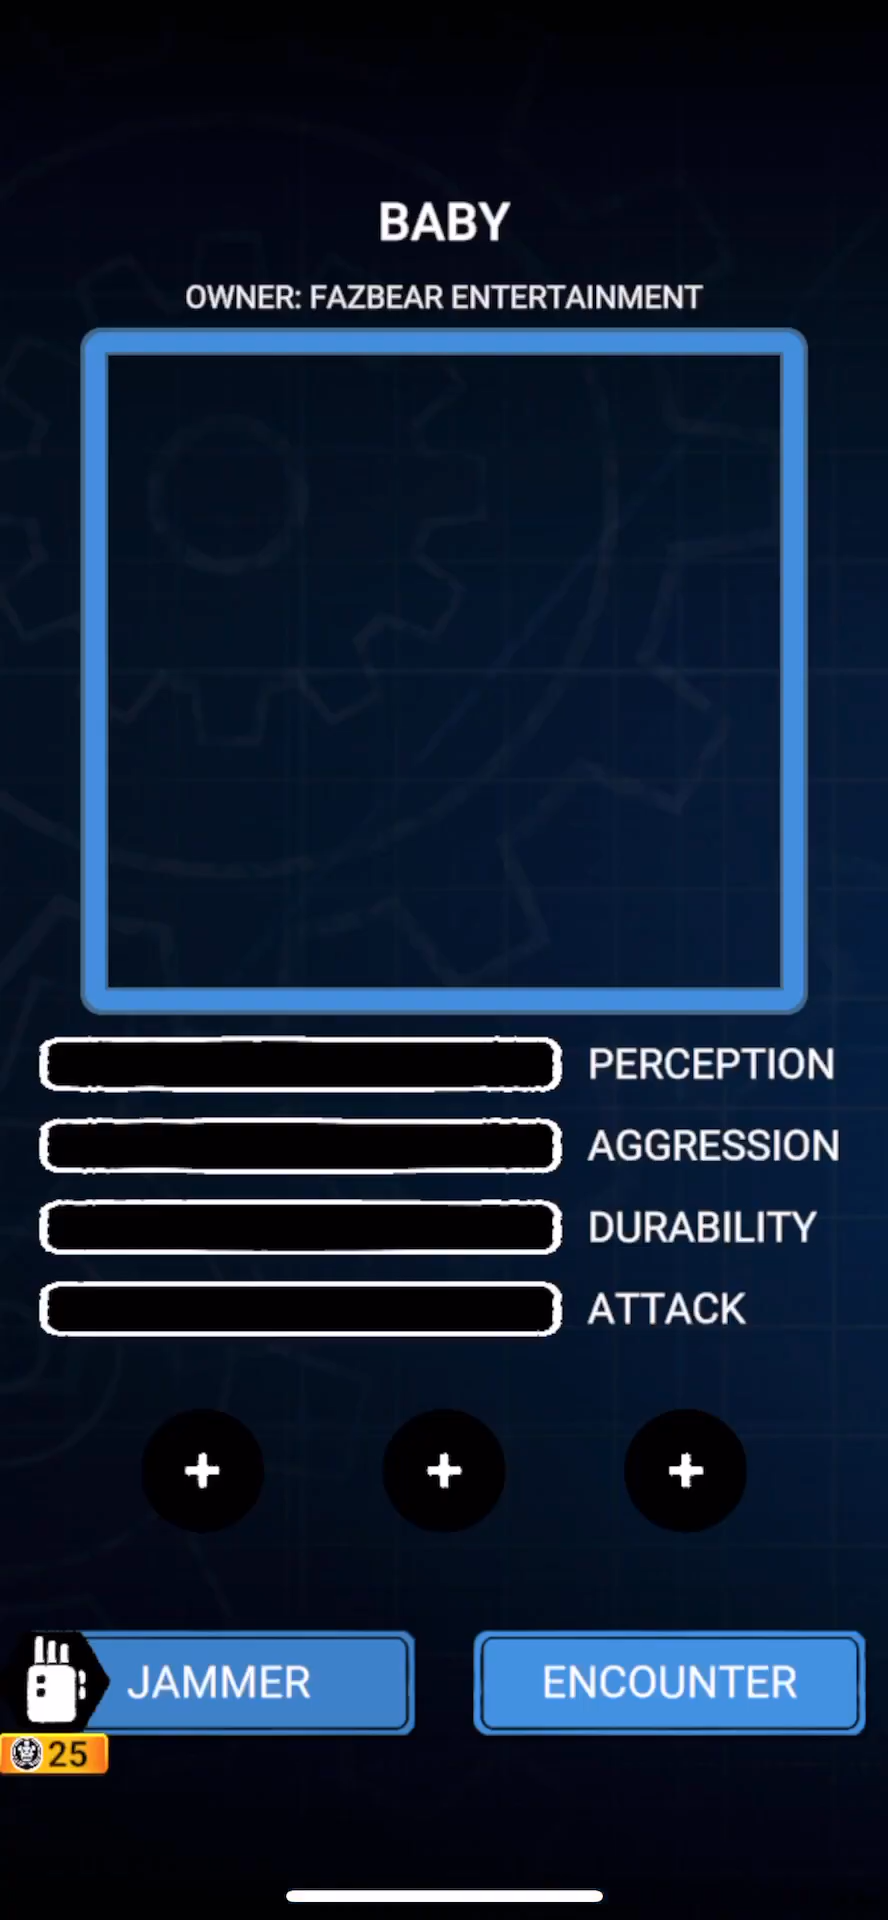 BABY
OWNER: FAZBEAR ENTERTAINMENT
PERCEPTION
AGGRESSION
DURABILITY
ATTACK
+ + +
JAMMER
ENCOUNTER
25